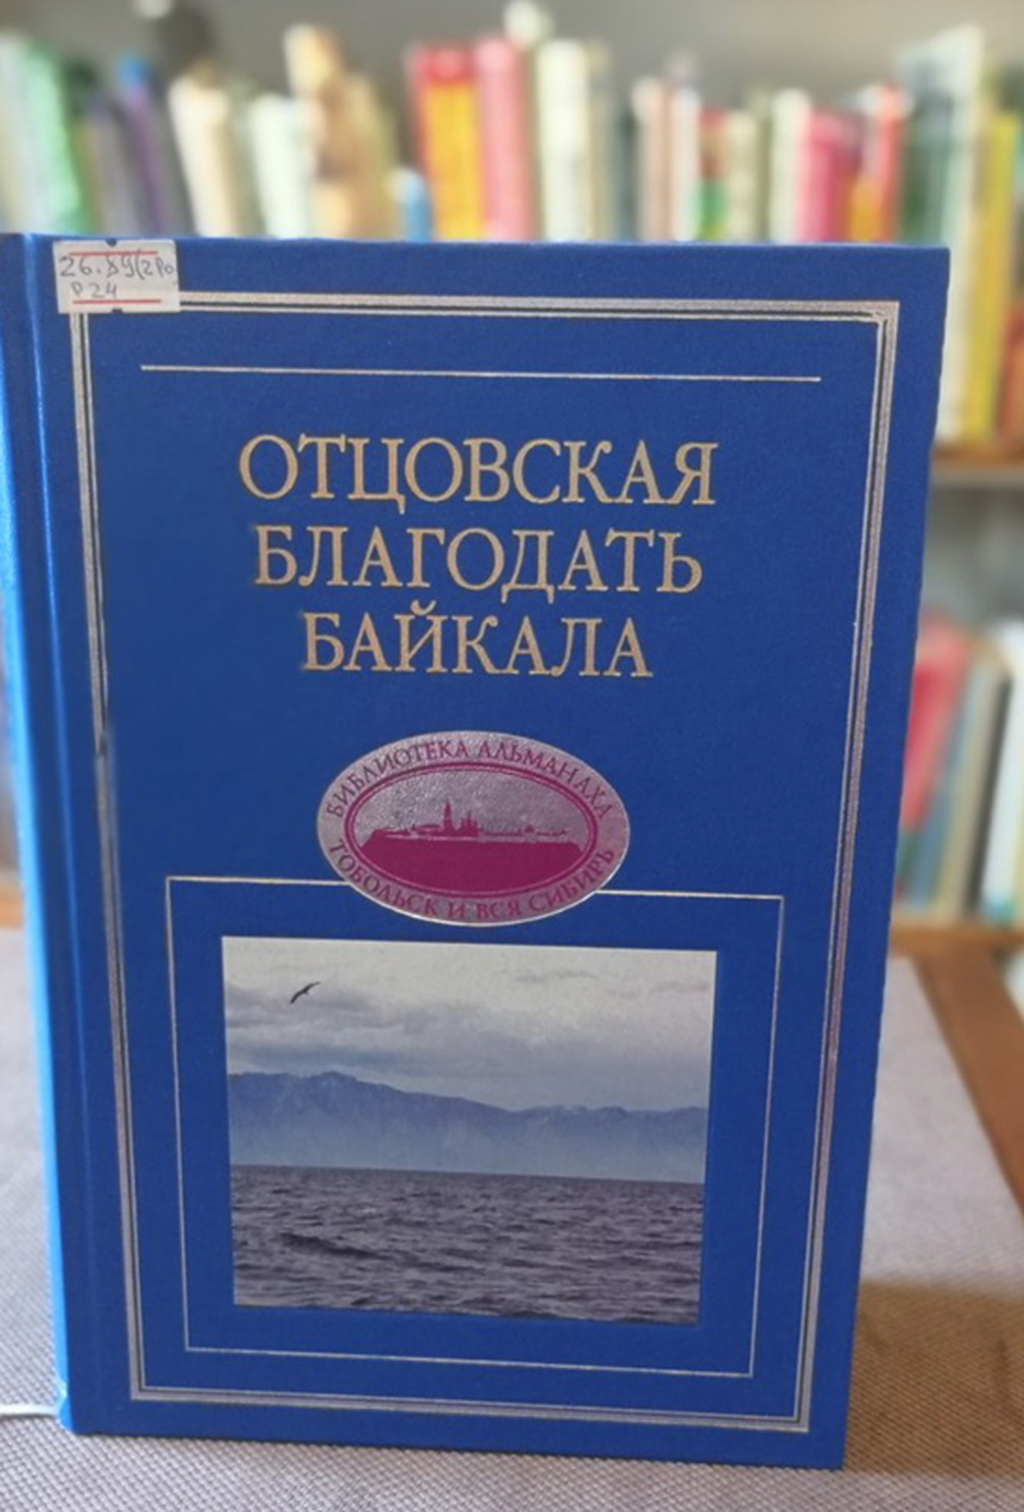 26.89(2Ро
Р24
ОТЦОВСКАЯ
БЛАГОДАТЬ
БАЙКАЛА
БИБЛИОТЕКА АЛЬМАНАХА
ТОБОЛЬСК И ВСЯ СИБИРЬ